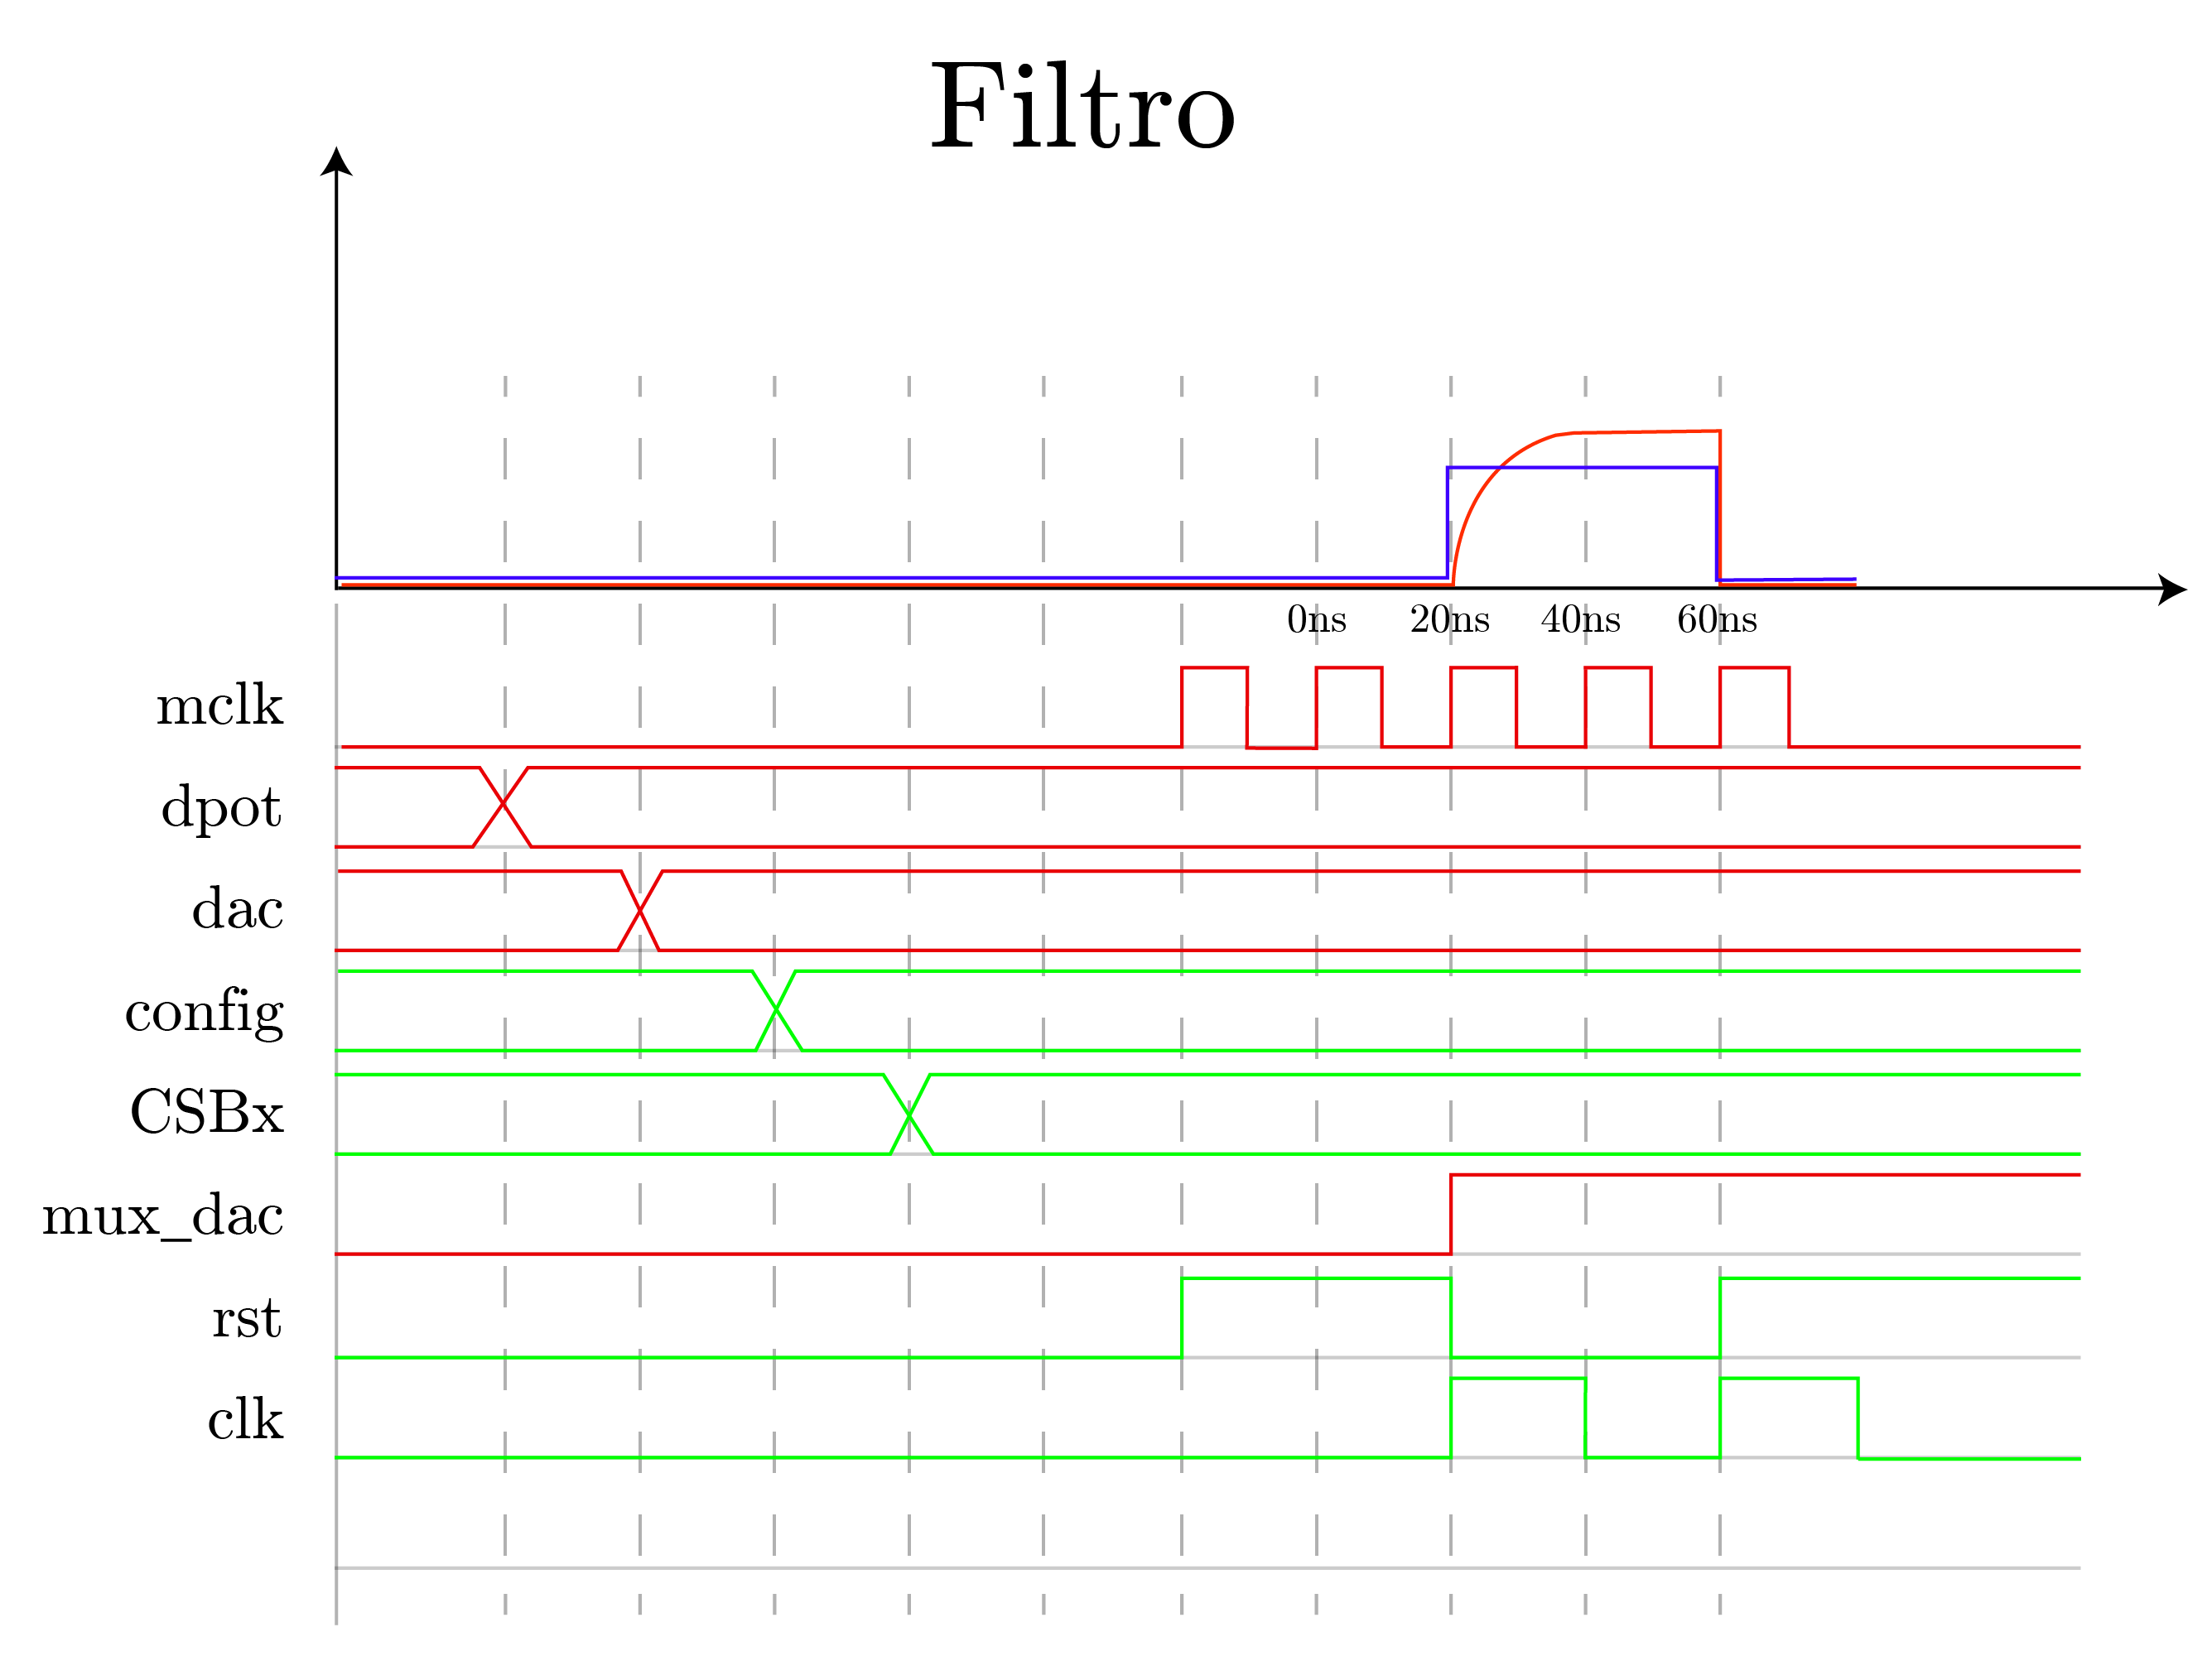 Filtro
0ns 20ns 40ns 60ns
mclk
dpot
dac
config
CSBx
mux_dac
rst
clk